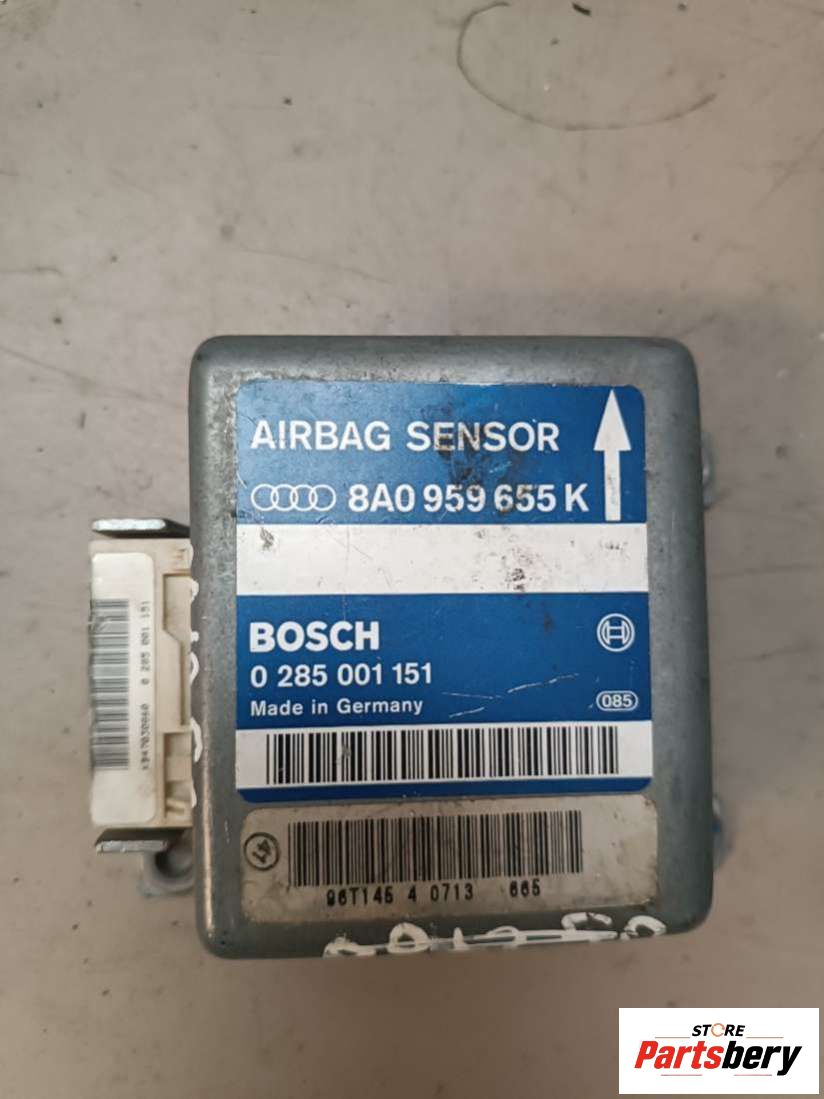 AIRBAG SENSOR
8A0 959 655 K
BOSCH
0 285 001 151
Made in Germany
085
96T145 4 0713 665
0 285 001 151
STORE
Partsbery